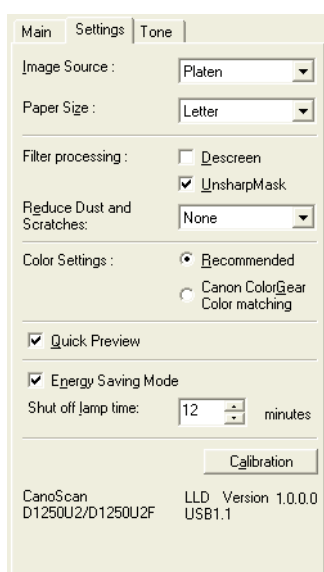 Main Settings Tone
Image Source : Platen
Paper Size : Letter
Filter processing : Descreen
UnsharpMask
Reduce Dust and
Scratches: None
Color Settings : Recommended
Canon ColorGear
Color matching
Quick Preview
Energy Saving Mode
Shut off lamp time: 12 minutes
Calibration
CanoScan LLD Version 1.0.0.0
D1250U2/D1250U2F USB1.1